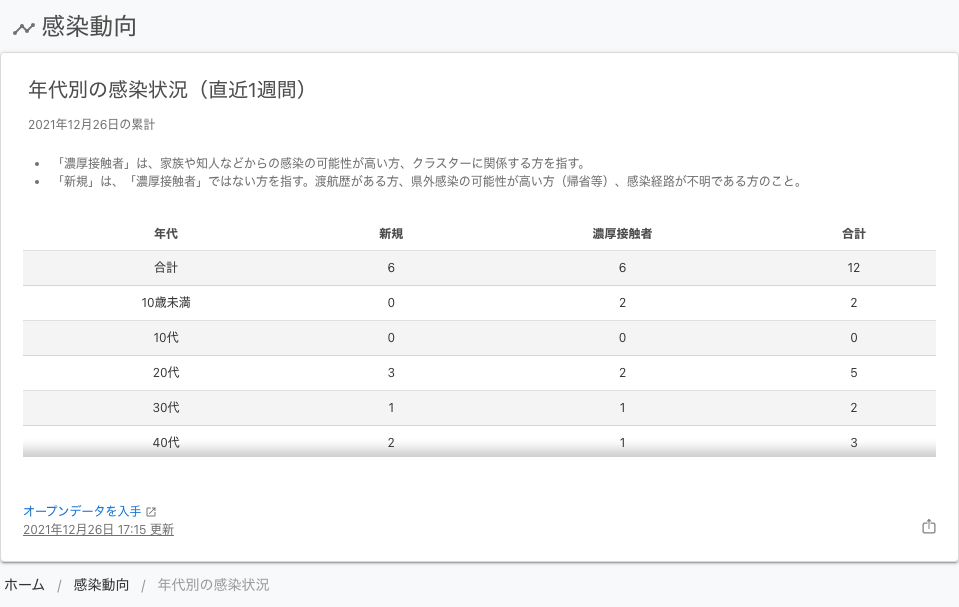 感染動向
年代別の感染状況（直近1週間）
2021年12月26日の累計
• 「濃厚接触者」は、家族や知人などからの感染の可能性が高い方、クラスターに関係する方を指す。
• 「新規」は、「濃厚接触者」ではない方を指す。渡航歴がある方、県外感染の可能性が高い方（帰省等）、感染経路が不明である方のこと。
年代 新規 濃厚接触者 合計
合計 6 6 12
10歳未満 0 2 2
10代 0 0 0
20代 3 2 5
30代 1 1 2
40代 2 1 3
オープンデータを入手
2021年12月26日 17:15 更新
ホーム / 感染動向 / 年代別の感染状況